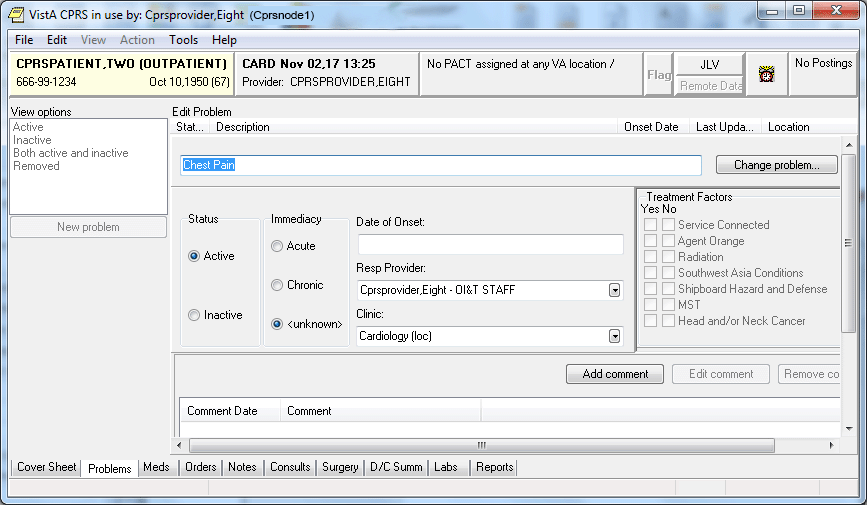 VistA CPRS in use by: Cprsprovider,Eight (Cprsnode1)
File Edit View Action Tools Help
CPRSPATIENT,TWO (OUTPATIENT)
666-99-1234 Oct 10,1950 (67)
CARD Nov 02,17 13:25
Provider: CPRSPROVIDER,EIGHT
No PACT assigned at any VA location /
Flag
JLV
Remote Data
No Postings
View options
Active
Inactive
Both active and inactive
Removed
New problem
Edit Problem
Stat... Description Onset Date Last Upda... Location
Chest Pain
Change problem...
Status
Active
Inactive
Immediacy
Acute
Chronic
<unknown>
Date of Onset:
Resp Provider:
Cprsprovider,Eight - OI&T STAFF
Clinic:
Cardiology (loc)
Treatment Factors
Yes No
Service Connected
Agent Orange
Radiation
Southwest Asia Conditions
Shipboard Hazard and Defense
MST
Head and/or Neck Cancer
Add comment Edit comment Remove co
Comment Date Comment
Cover Sheet Problems Meds Orders Notes Consults Surgery D/C Summ Labs Reports